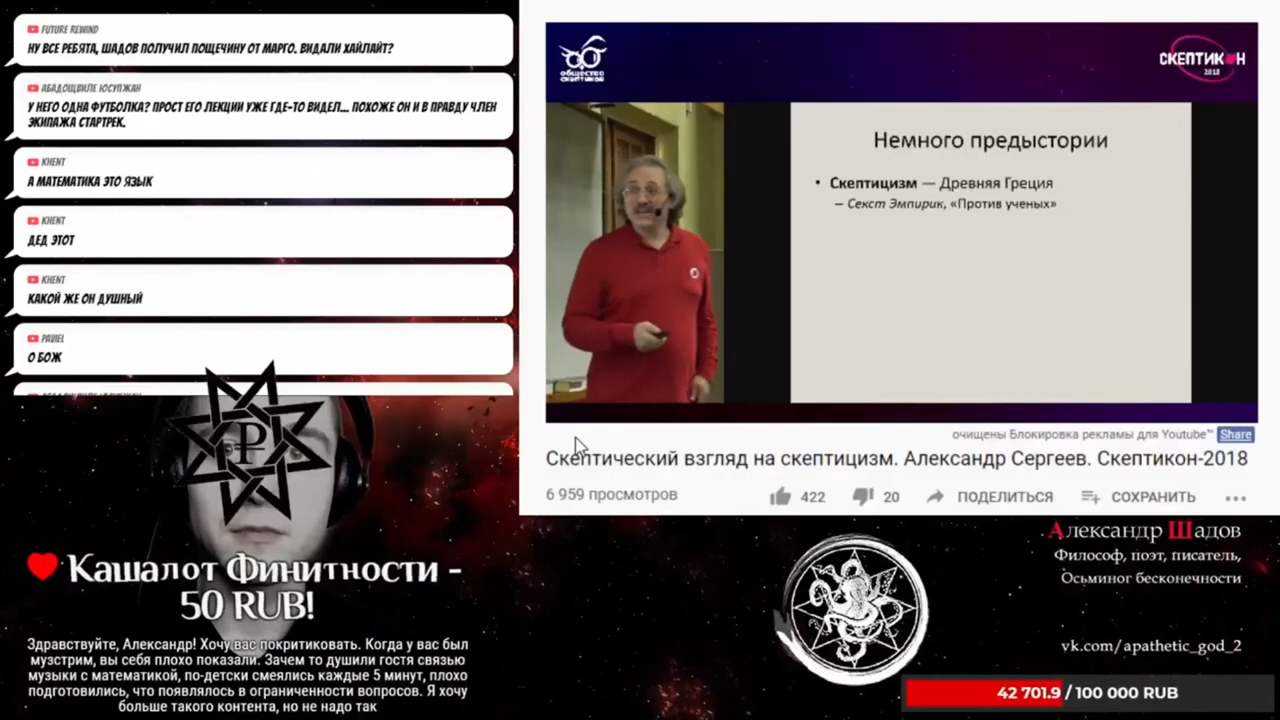 FUTURE REWIND
НУ ВСЕ РЕБЯТА, ШАДОВ ПОЛУЧИЛ ПОЩЕЧИНУ ОТ МАРГО. ВИДАЛИ ХАЙЛАЙТ?
АБАДОЩВИЛЕ ЮСУПЖАН
У НЕГО ОДНА ФУТБОЛКА? ПРОСТ ЕГО ЛЕКЦИИ УЖЕ ГДЕ-ТО ВИДЕЛ... ПОХОЖЕ ОН И В ПРАВДУ ЧЛЕН
ЭКИПАЖА СТАРТРЕК.
KHENT
А МАТЕМАТИКА ЭТО ЯЗЫК
KHENT
ДЕД ЭТОТ
KHENT
КАКОЙ ЖЕ ОН ДУШНЫЙ
PAVIEL
О БОЖ
₽
Кашалот Финитности -
50 RUB!
Здравствуйте, Александр! Хочу вас покритиковать. Когда у вас был
музстрим, вы себя плохо показали. Зачем то душили гостя связью
музыки с математикой, по-детски смеялись каждые 5 минут, плохо
подготовились, что появлялось в ограниченности вопросов. Я хочу
больше такого контента, но не надо так
общество
скептиков
СКЕПТИКОН
2018
Немного предыстории
• Скептицизм — Древняя Греция
– Секст Эмпирик, «Против ученых»
очищены Блокировка рекламы для Youtube™ Share
Скептический взгляд на скептицизм. Александр Сергеев. Скептикон-2018
6 959 просмотров 422 20 ПОДЕЛИТЬСЯ СОХРАНИТЬ
Александр Шадов
Философ, поэт, писатель,
Осьминог бесконечности
vk.com/apathetic_god_2
42 701.9 / 100 000 RUB